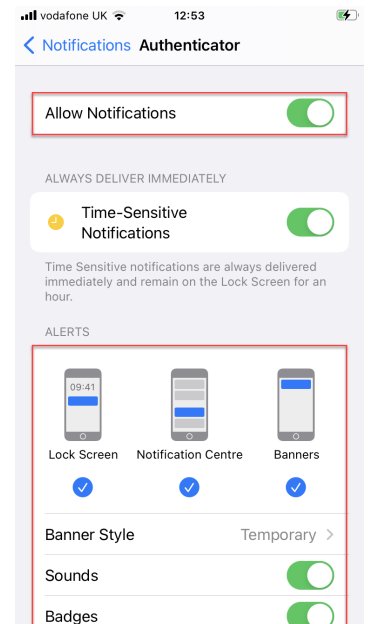 vodafone UK 12:53
Notifications Authenticator
Allow Notifications
ALWAYS DELIVER IMMEDIATELY
Time-Sensitive
Notifications
Time Sensitive notifications are always delivered
immediately and remain on the Lock Screen for an
hour.
ALERTS
09:41
Lock Screen Notification Centre Banners
Banner Style Temporary
Sounds
Badges